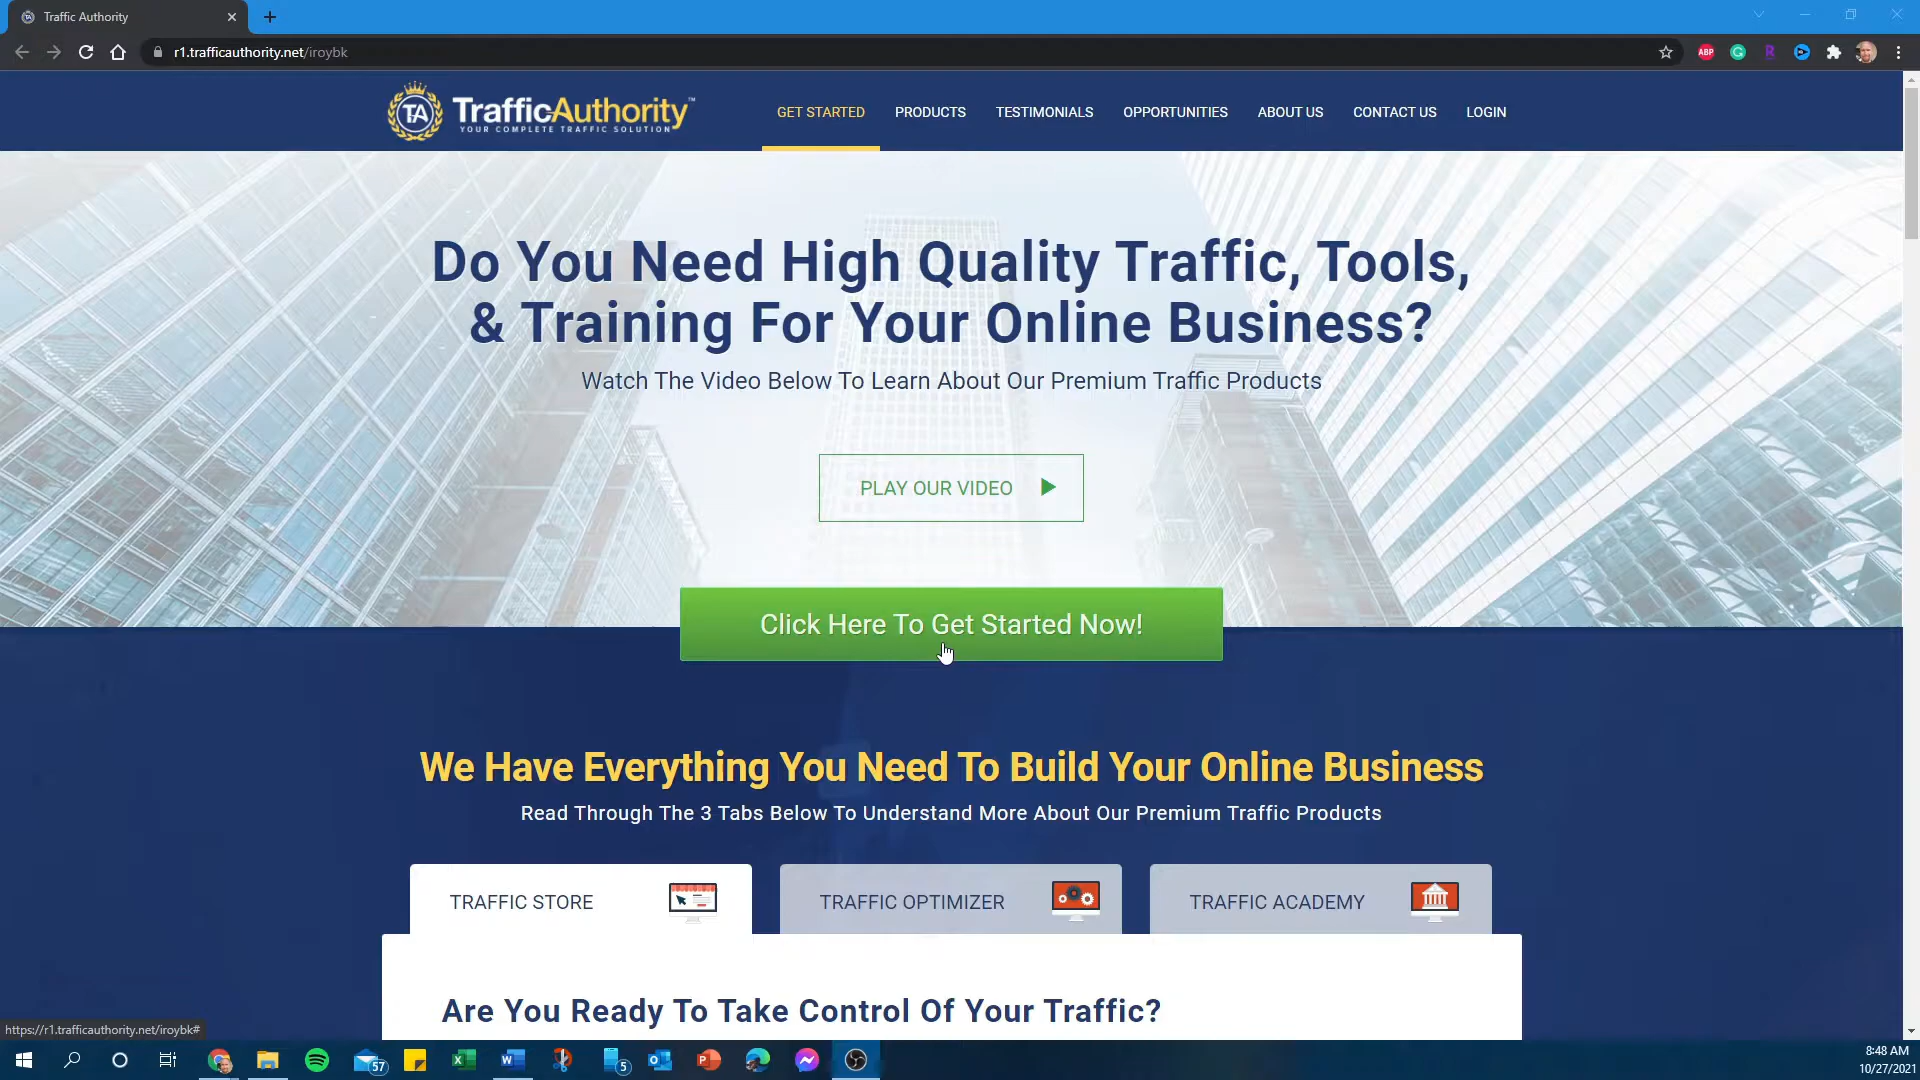 Traffic Authority
r1.trafficauthority.net/iroybk
ABP
TA
TrafficAuthority™
YOUR COMPLETE TRAFFIC SOLUTION
GET STARTED
PRODUCTS
TESTIMONIALS
OPPORTUNITIES
ABOUT US
CONTACT US
LOGIN
Do You Need High Quality Traffic, Tools,
& Training For Your Online Business?
Watch The Video Below To Learn About Our Premium Traffic Products
PLAY OUR VIDEO
Click Here To Get Started Now!
We Have Everything You Need To Build Your Online Business
Read Through The 3 Tabs Below To Understand More About Our Premium Traffic Products
TRAFFIC STORE
TRAFFIC OPTIMIZER
TRAFFIC ACADEMY
Are You Ready To Take Control Of Your Traffic?
https://r1.trafficauthority.net/iroybk#
57
5
8:48 AM
10/27/2021